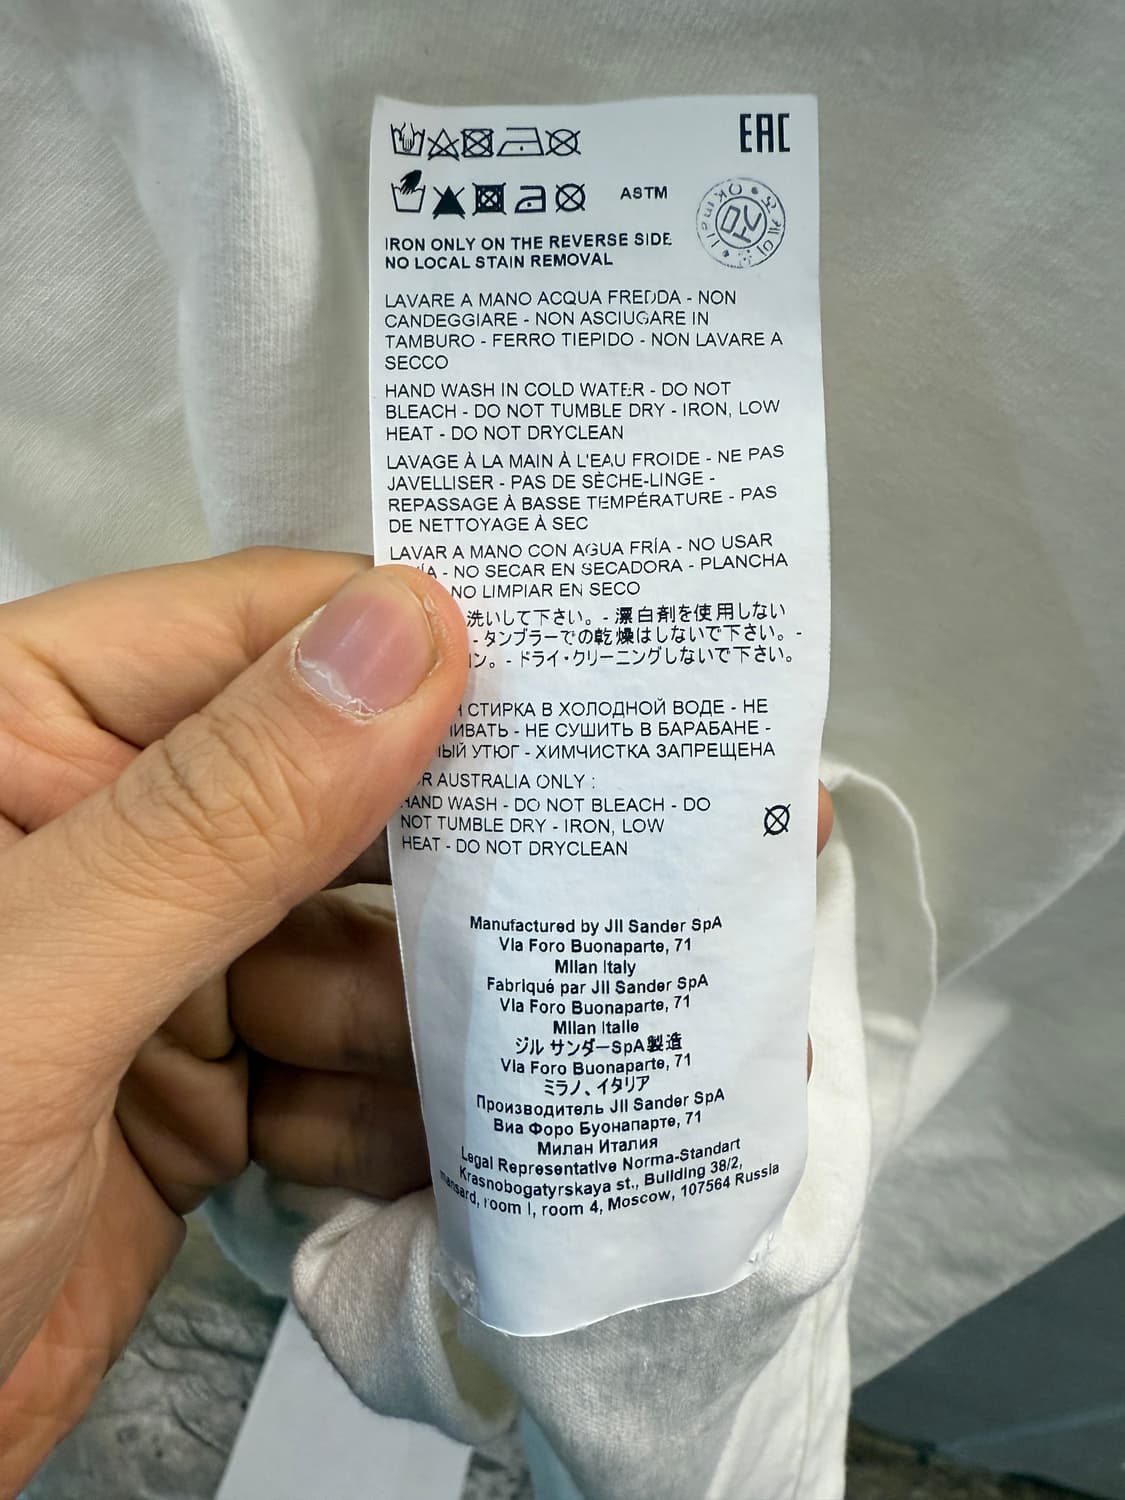 EAC
ASTM
IRON ONLY ON THE REVERSE SIDE
NO LOCAL STAIN REMOVAL
LAVARE A MANO ACQUA FREDDA - NON
CANDEGGIARE - NON ASCIUGARE IN
TAMBURO - FERRO TIEPIDO - NON LAVARE A
SECCO
HAND WASH IN COLD WATER - DO NOT
BLEACH - DO NOT TUMBLE DRY - IRON, LOW
HEAT - DO NOT DRYCLEAN
LAVAGE À LA MAIN À L'EAU FROIDE - NE PAS
JAVELLISER - PAS DE SÈCHE-LINGE -
REPASSAGE À BASSE TEMPÉRATURE - PAS
DE NETTOYAGE À SEC
LAVAR A MANO CON AGUA FRÍA - NO USAR
- NO SECAR EN SECADORA - PLANCHA
NO LIMPIAR EN SECO
洗いして下さい。 - 漂白剤を使用しない
- タンブラーでの乾燥はしないで下さい。 -
ン。 - ドライ・クリーニングしないで下さい。
СТИРКА В ХОЛОДНОЙ ВОДЕ - НЕ
- НЕ СУШИТЬ В БАРАБАНЕ -
УТЮГ - ХИМЧИСТКА ЗАПРЕЩЕНА
AUSTRALIA ONLY :
HAND WASH - DO NOT BLEACH - DO
NOT TUMBLE DRY - IRON, LOW
HEAT - DO NOT DRYCLEAN
Manufactured by Jil Sander SpA
Via Foro Buonaparte, 71
Milan Italy
Fabriqué par Jil Sander SpA
Via Foro Buonaparte, 71
Milan Italie
ジル サンダーSpA製造
Via Foro Buonaparte, 71
ミラノ、イタリア
Производитель Jil Sander SpA
Виа Форо Буонапарте, 71
Милан Италия
Legal Representative Norma-Standart
Krasnobogatyrskaya st., Building 38/2,
mansard, room I, room 4, Moscow, 107564 Russia